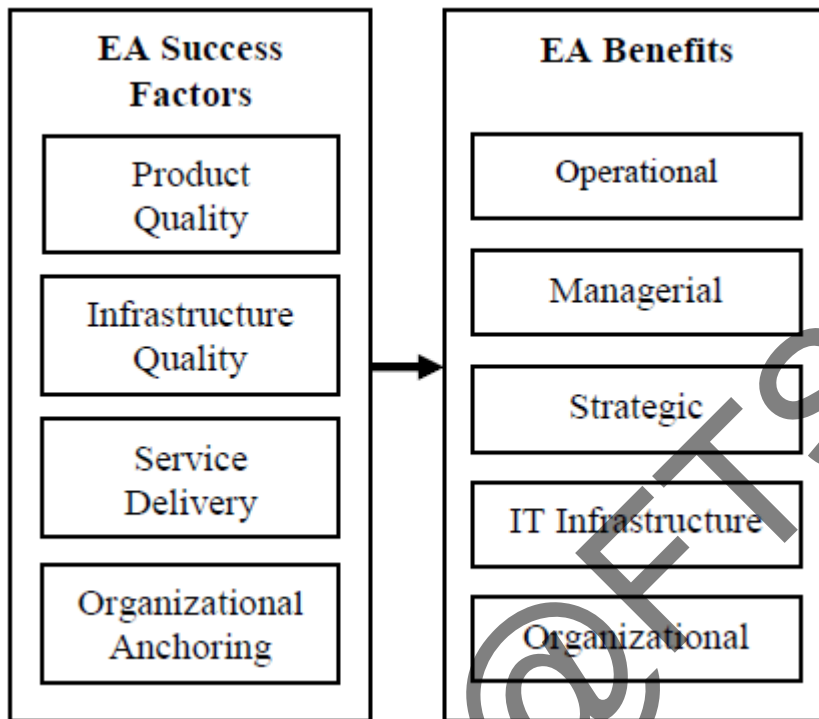 EA Success
Factors
Product
Quality
Infrastructure
Quality
Service
Delivery
Organizational
Anchoring
EA Benefits
Operational
Managerial
Strategic
IT Infrastructure
Organizational
@FTS